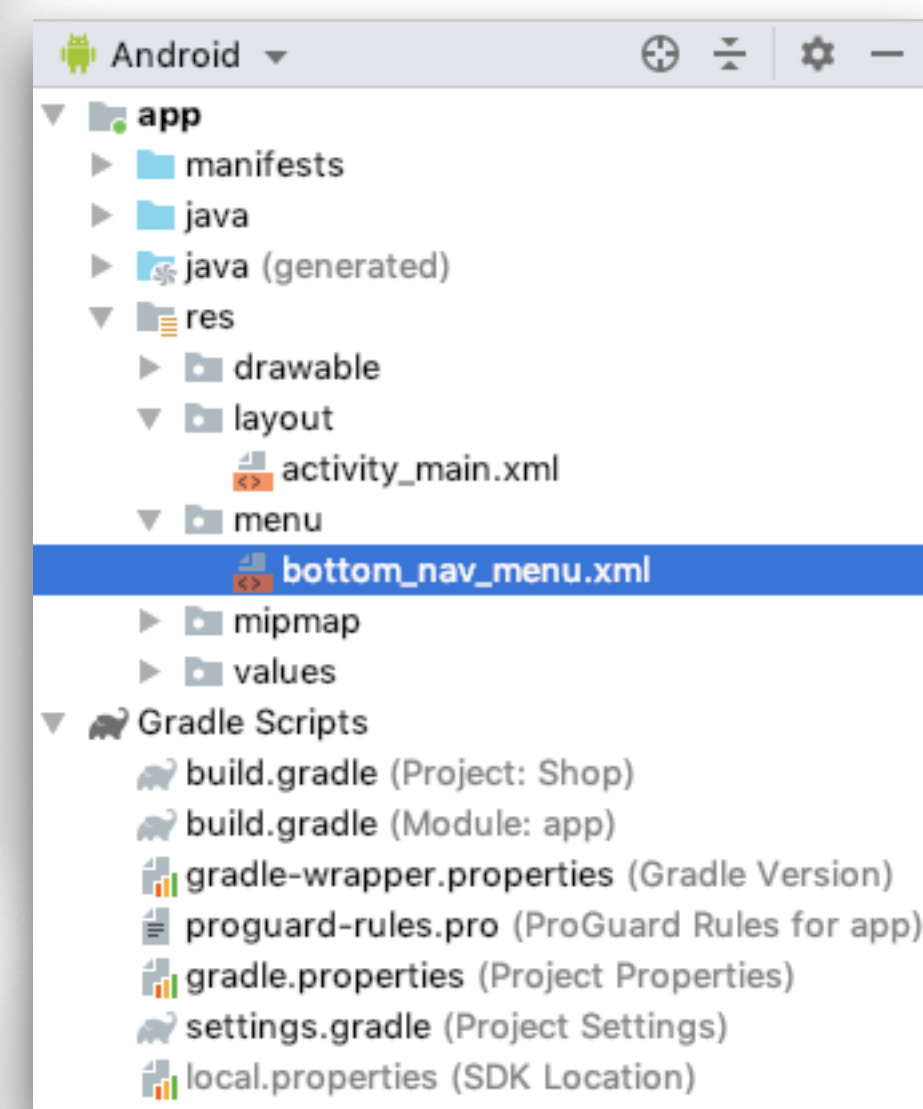 Android
app
manifests
java
java (generated)
res
drawable
layout
activity_main.xml
menu
bottom_nav_menu.xml
mipmap
values
Gradle Scripts
build.gradle (Project: Shop)
build.gradle (Module: app)
gradle-wrapper.properties (Gradle Version)
proguard-rules.pro (ProGuard Rules for app)
gradle.properties (Project Properties)
settings.gradle (Project Settings)
local.properties (SDK Location)